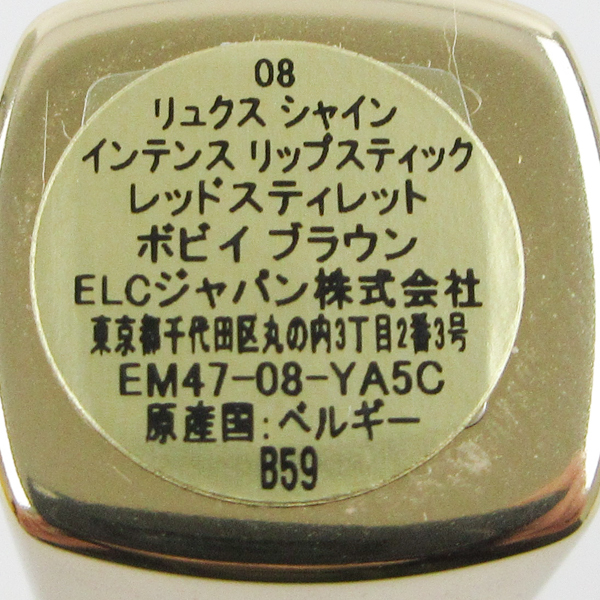 08
リュクス シャイン
インテンス リップスティック
レッドスティレット
ボビイ ブラウン
ELCジャパン株式会社
東京都千代田区丸の内3丁目2番3号
EM47-08-YA5C
原産国:ベルギー
B59